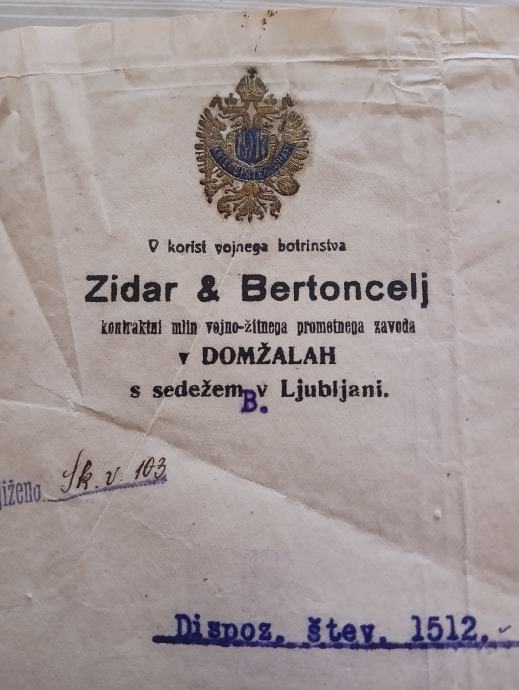 V korist vojnega botrinstva
Zidar & Bertoncelj
kontraktni mlin vojno-žitnega prometnega zavoda
v DOMŽALAH
s sedežem v Ljubljani.
B.
Sk. v. 103
Dispoz. štev. 1512.-